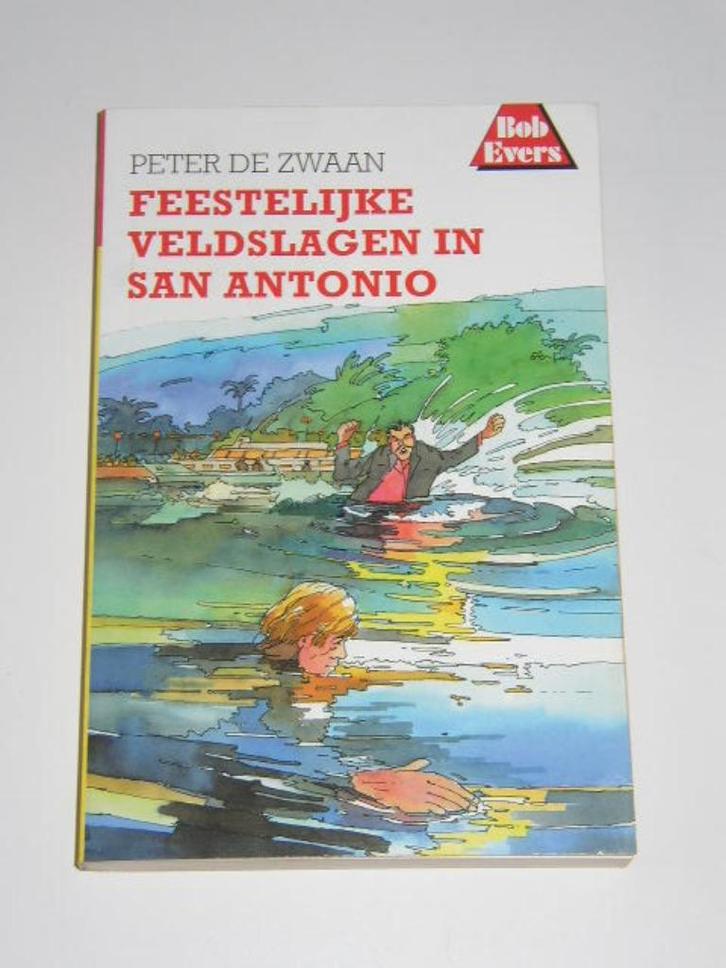 Bob
Evers
PETER DE ZWAAN
FEESTELIJKE
VELDSLAGEN IN
SAN ANTONIO